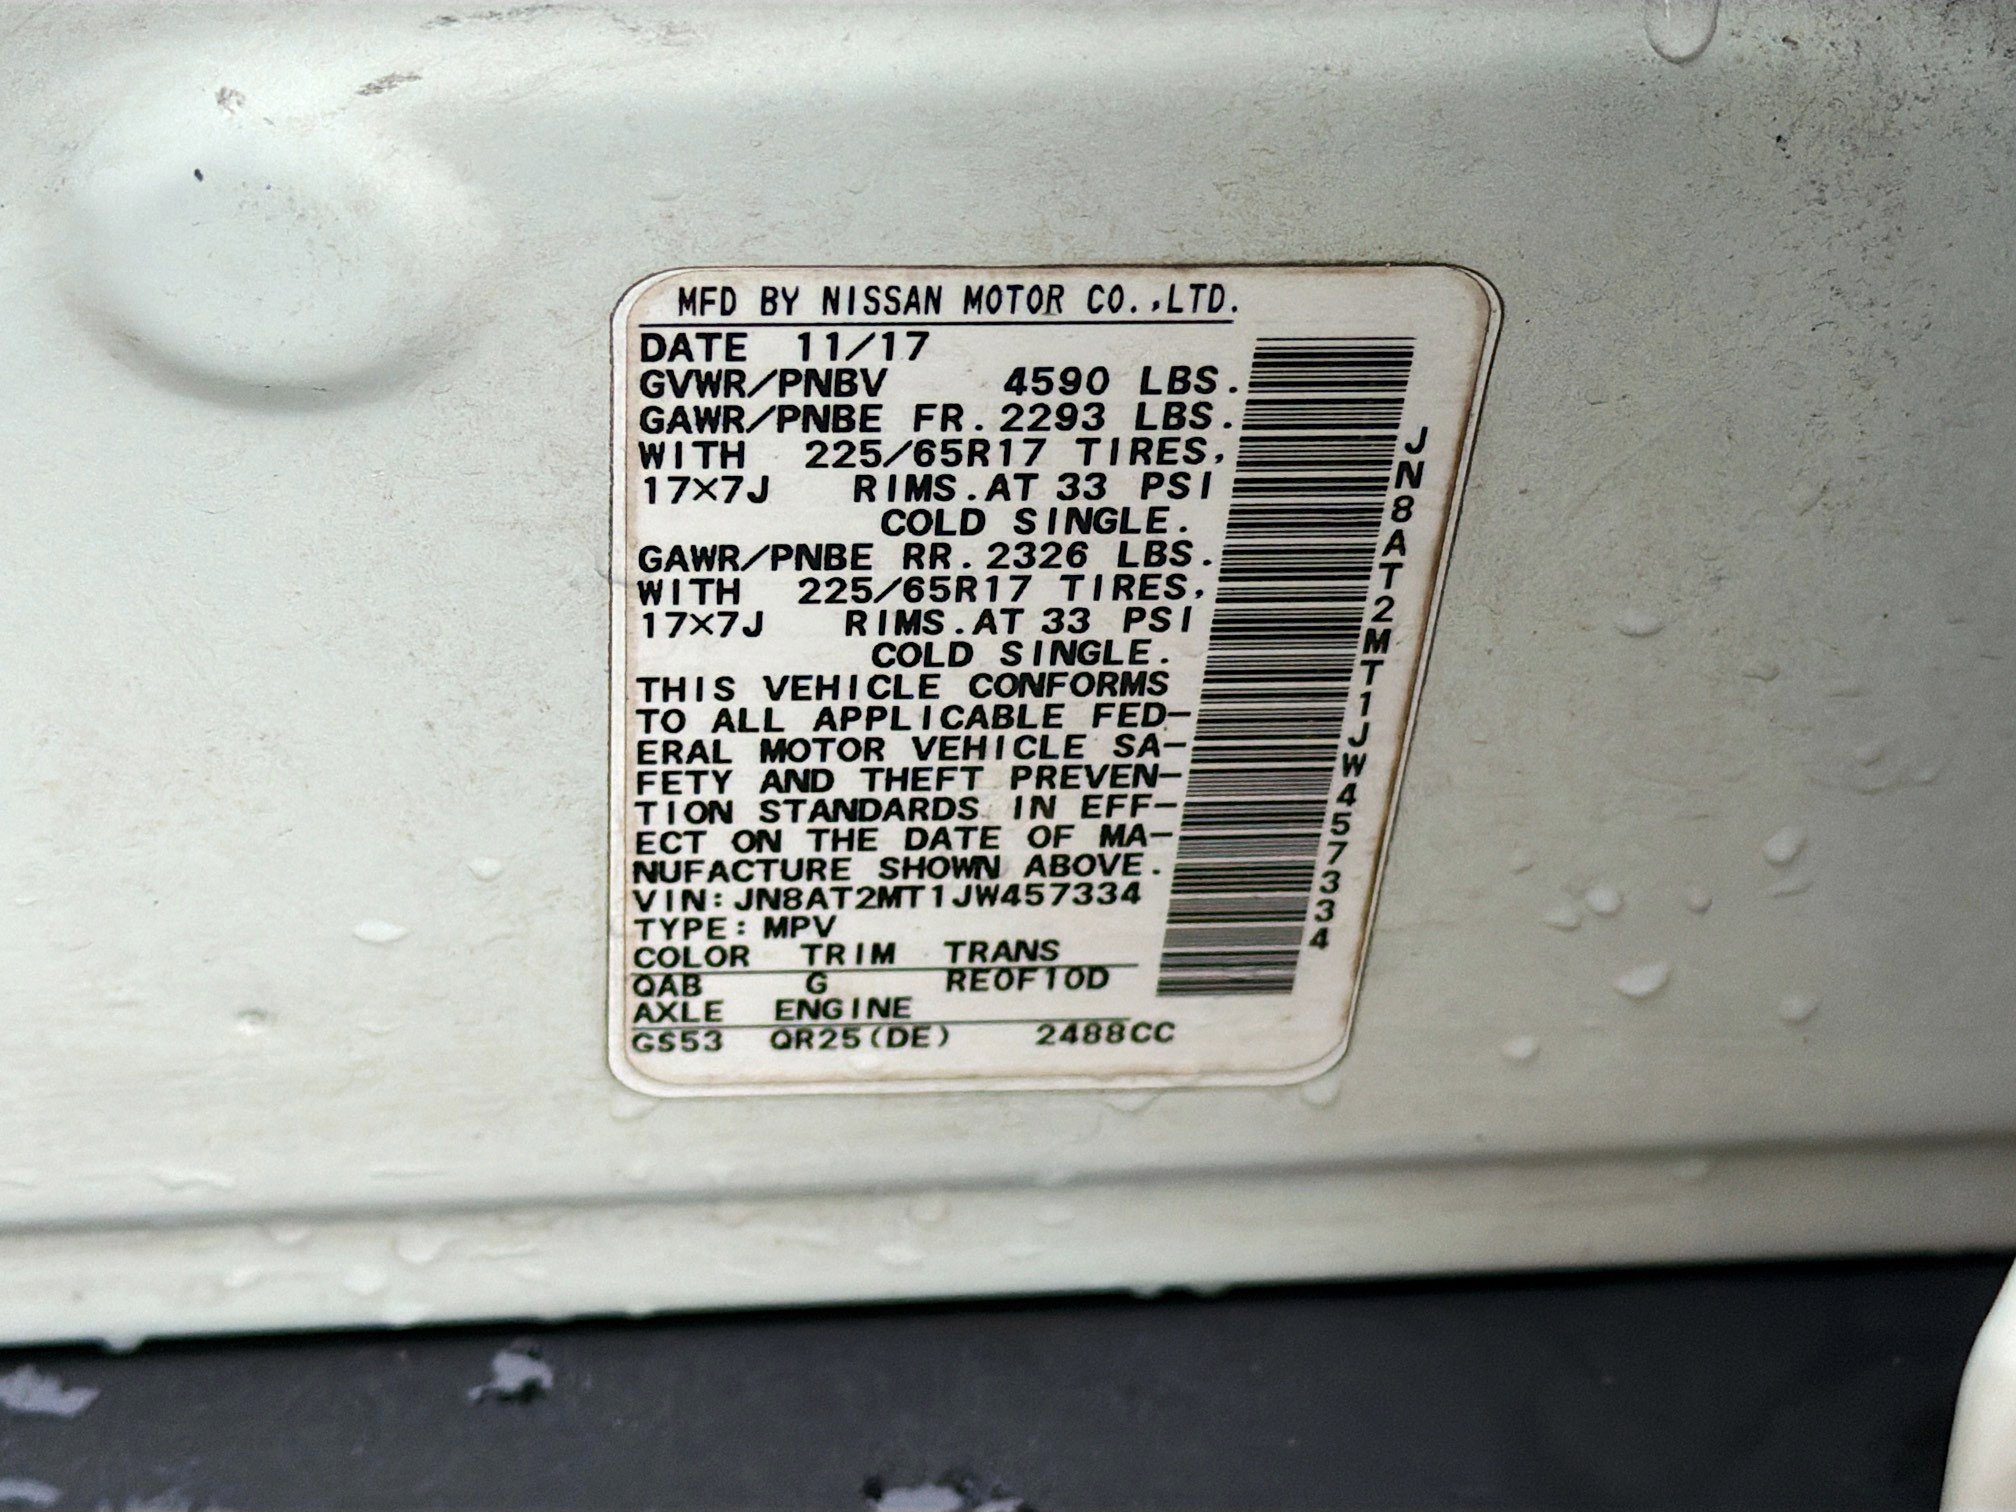 MFD BY NISSAN MOTOR CO.,LTD.
DATE 11/17
GVWR/PNBV 4590 LBS.
GAWR/PNBE FR. 2293 LBS.
WITH 225/65R17 TIRES,
17×7J RIMS. AT 33 PSI
COLD SINGLE.
GAWR/PNBE RR. 2326 LBS.
WITH 225/65R17 TIRES,
17×7J RIMS. AT 33 PSI
COLD SINGLE.
THIS VEHICLE CONFORMS
TO ALL APPLICABLE FED-
ERAL MOTOR VEHICLE SA-
FETY AND THEFT PREVEN-
TION STANDARDS IN EFF-
ECT ON THE DATE OF MA-
NUFACTURE SHOWN ABOVE.
VIN: JN8AT2MT1JW457334
TYPE: MPV
COLOR TRIM TRANS
QAB G RE0F10D
AXLE ENGINE
GS53 QR25(DE) 2488CC
JN8AT2MT1JW457334